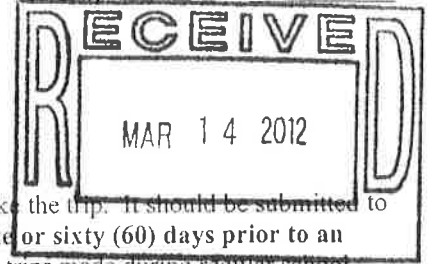 RECEIVED
MAR 14 2012
the trip. It should be submitted to
or sixty (60) days prior to an